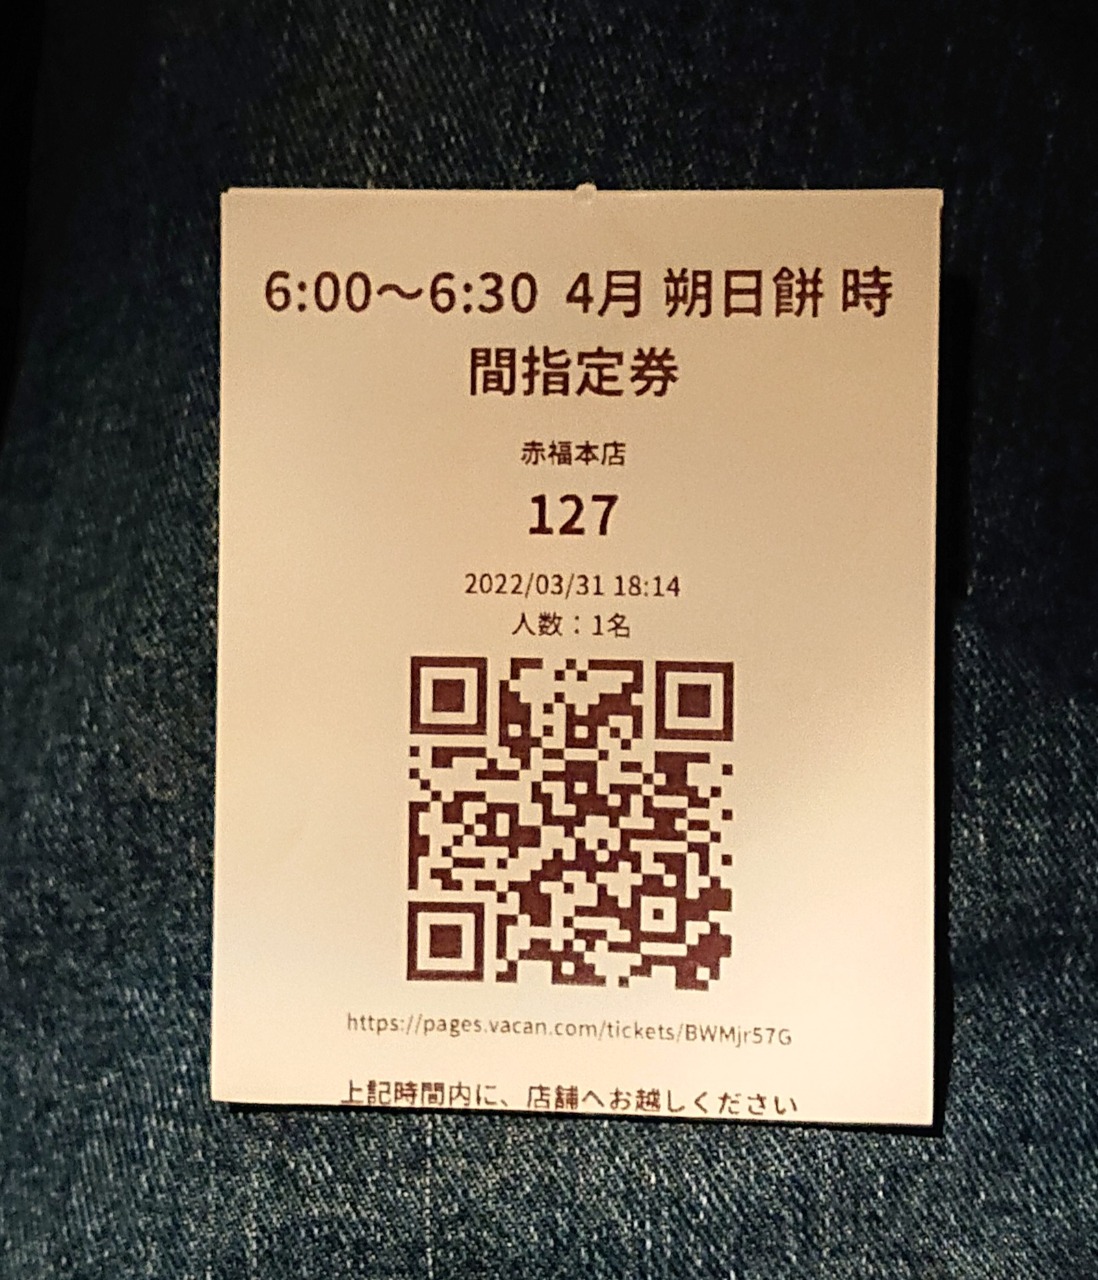 6:00〜6:30 4月 朔日餅 時
間指定券
赤福本店
127
2022/03/31 18:14
人数：1名
https://pages.vacan.com/tickets/BWMjr57G
上記時間内に、店舗へお越しください